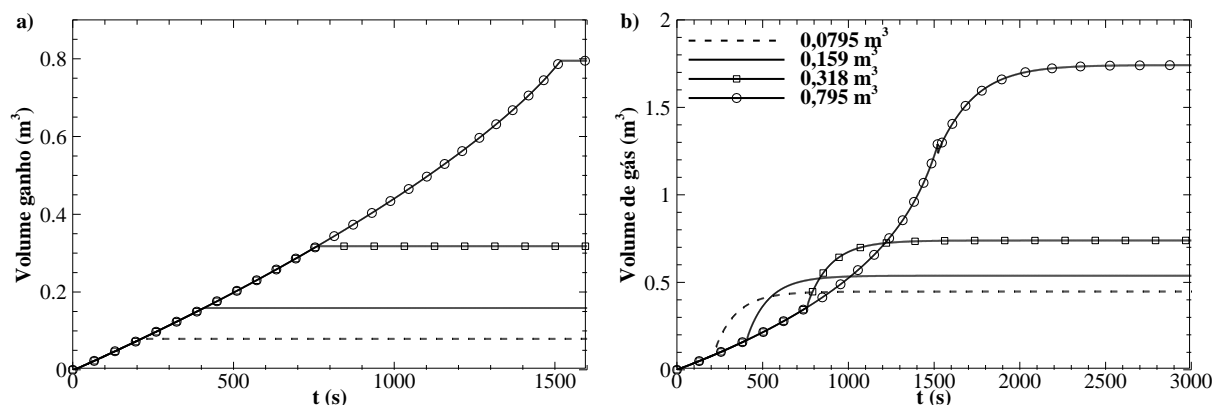 a)
Volume ganho (m³)
0.8
0.6
0.4
0.2
0
0
500
1000
1500
t (s)
b)
Volume de gás (m³)
2
1.5
1
0.5
0
0,0795 m³
0,159 m³
0,318 m³
0,795 m³
0
500
1000
1500
2000
2500
3000
t (s)